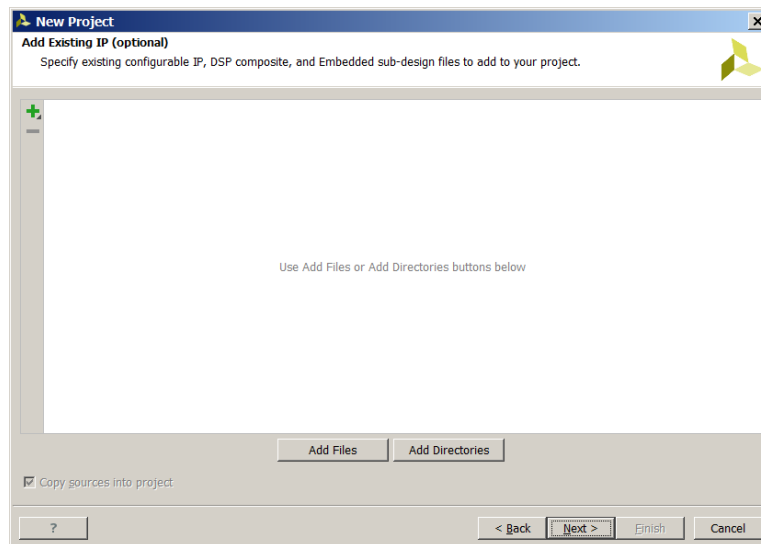 New Project
Add Existing IP (optional)
Specify existing configurable IP, DSP composite, and Embedded sub-design files to add to your project.
Use Add Files or Add Directories buttons below
Add Files Add Directories
Copy sources into project
? < Back Next > Finish Cancel